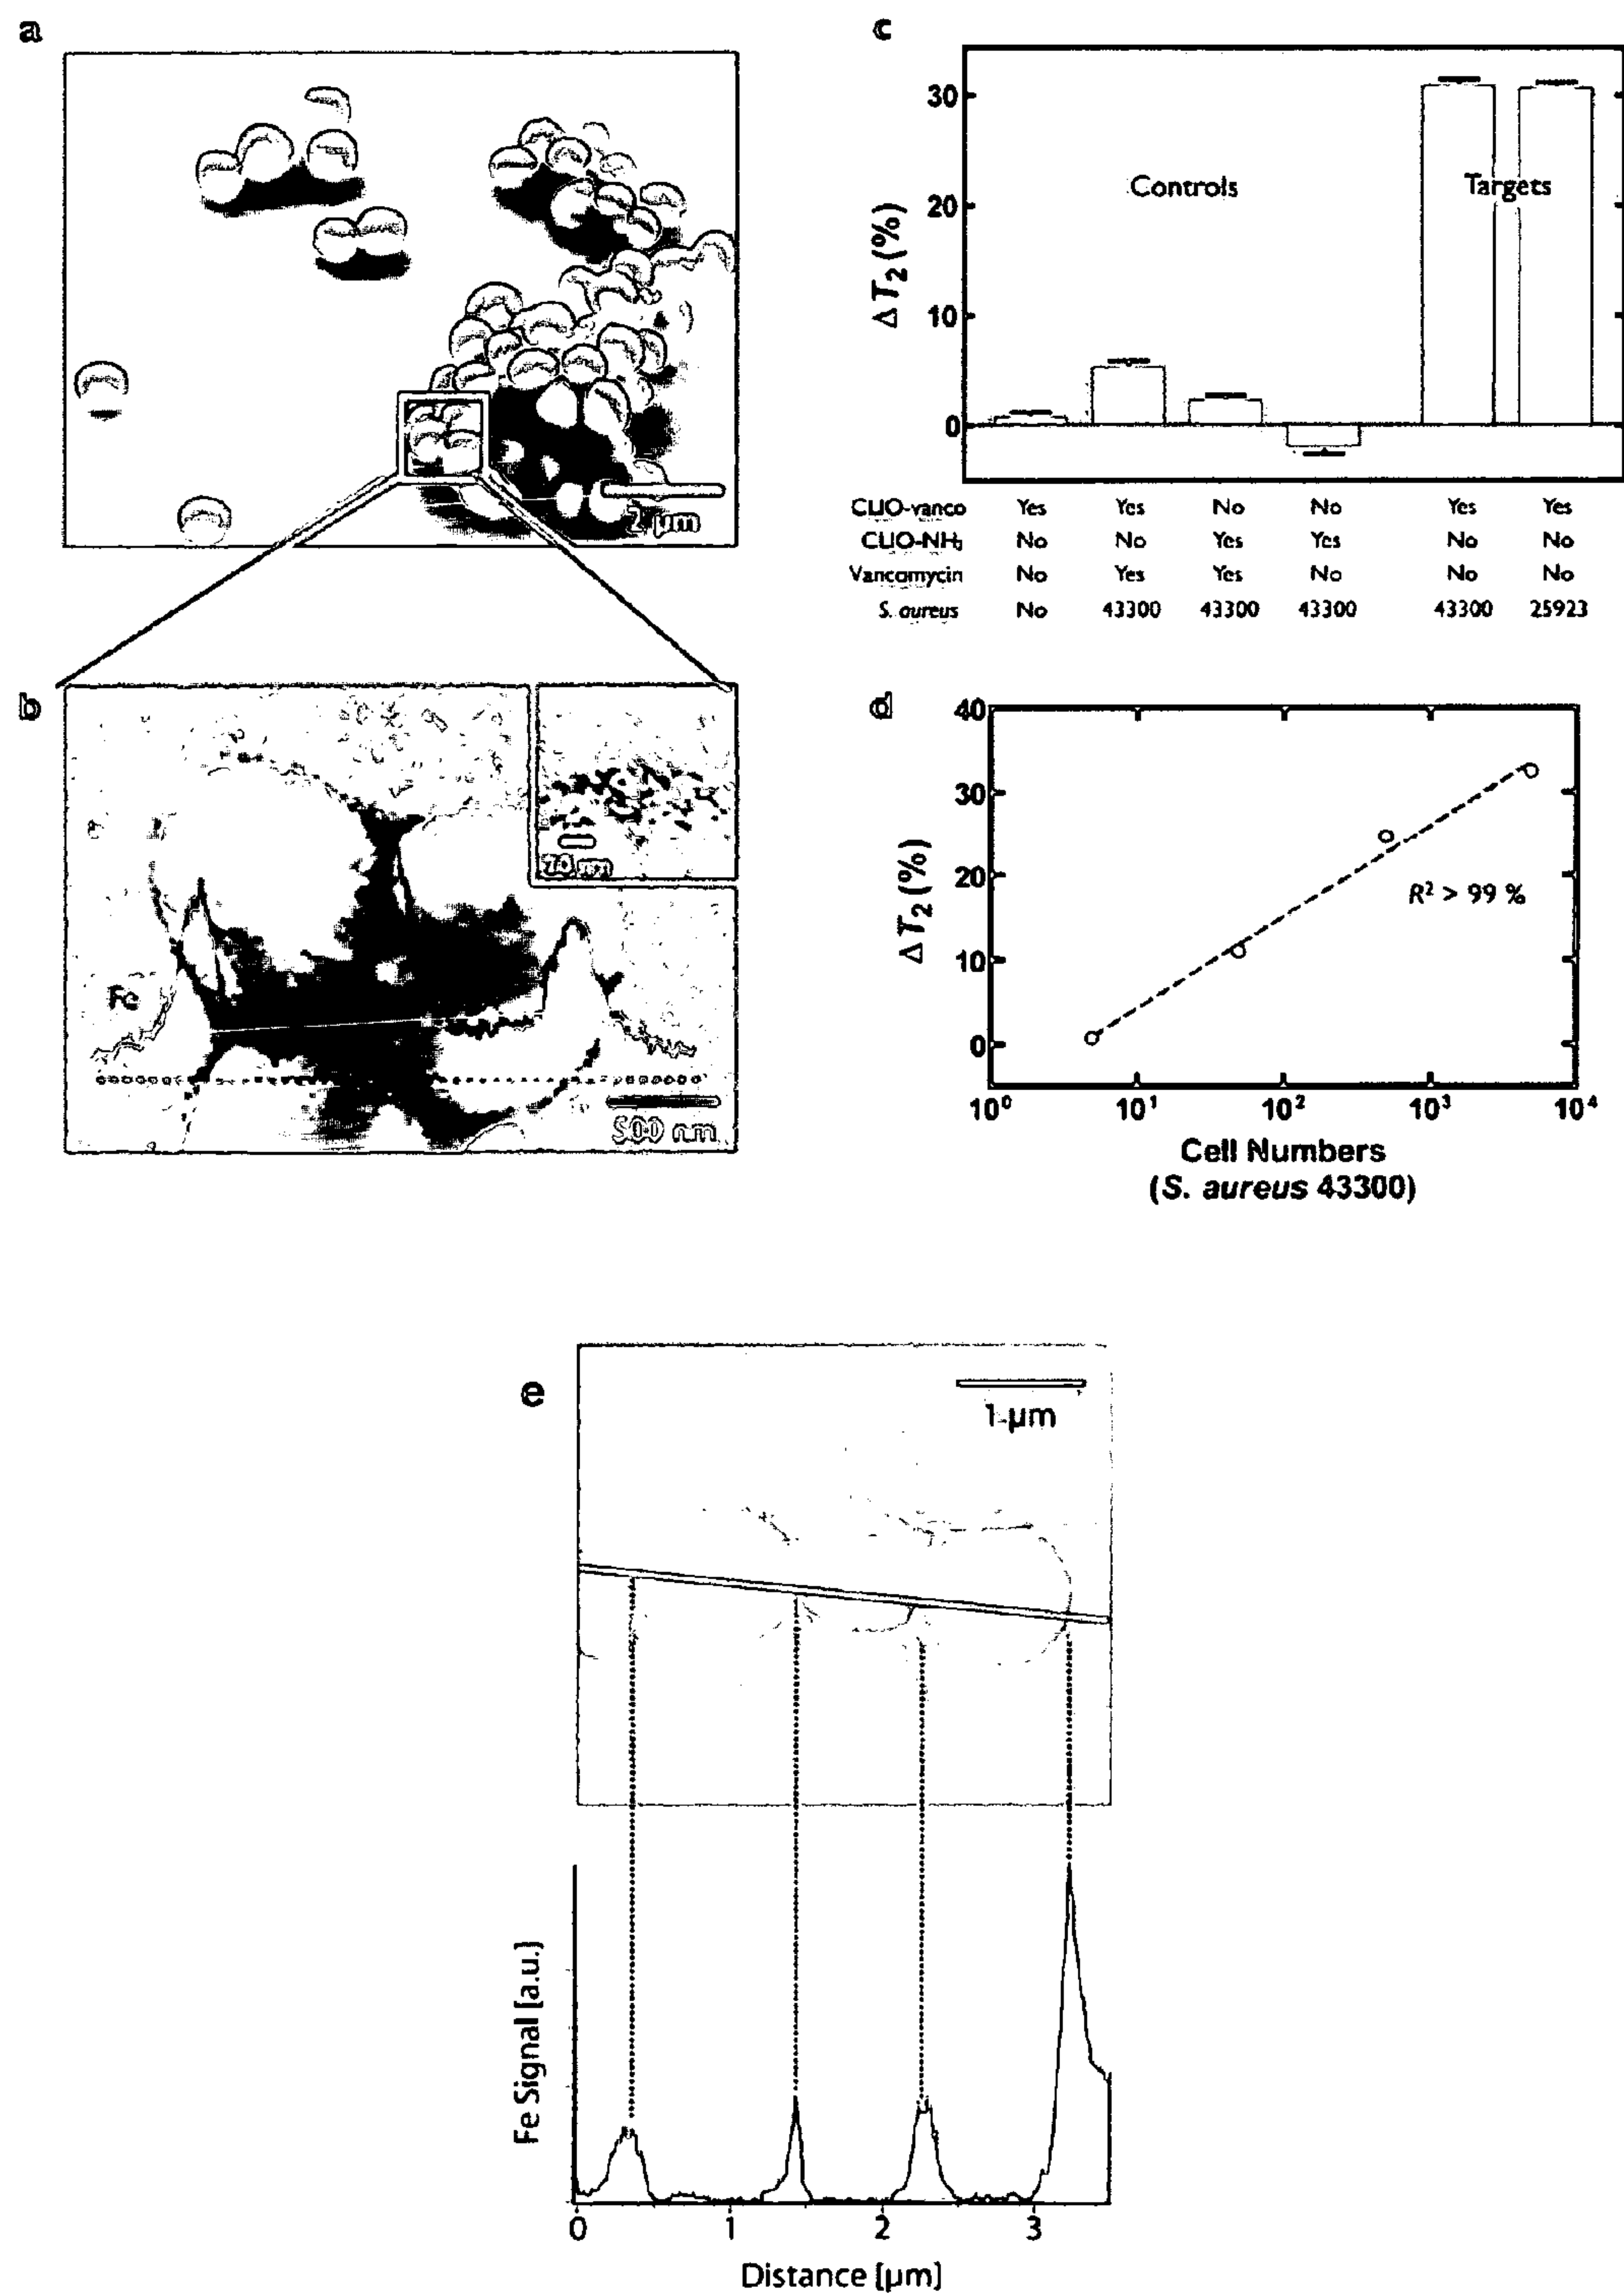 a
2 µm
b
Fe
20 nm
500 nm
c
30
20
10
0
ΔT₂ (%)
Controls
Targets
CLIO-vanco Yes Yes No No Yes Yes
CLIO-NH₂ No No Yes Yes No No
Vancomycin No Yes Yes No No No
S. aureus No 43300 43300 43300 43300 25923
d
40
30
20
10
0
ΔT₂ (%)
R² > 99 %
10⁰ 10¹ 10² 10³ 10⁴
Cell Numbers
(S. aureus 43300)
e
1 µm
Fe Signal [a.u.]
0 1 2 3
Distance [µm]